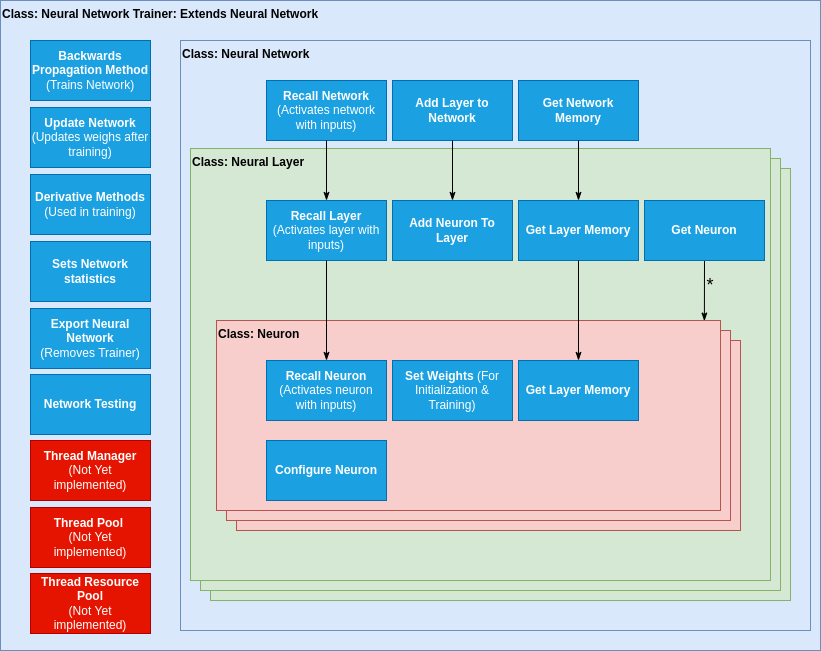 Class: Neural Network Trainer: Extends Neural Network
Backwards
Propagation Method
(Trains Network)
Update Network
(Updates weighs after
training)
Derivative Methods
(Used in training)
Sets Network
statistics
Export Neural
Network
(Removes Trainer)
Network Testing
Thread Manager
(Not Yet
implemented)
Thread Pool
(Not Yet
implemented)
Thread Resource
Pool
(Not Yet
implemented)
Class: Neural Network
Recall Network
(Activates network
with inputs)
Add Layer to
Network
Get Network
Memory
Class: Neural Layer
Recall Layer
(Activates layer with
inputs)
Add Neuron To
Layer
Get Layer Memory
Get Neuron
*
Class: Neuron
Recall Neuron
(Activates neuron
with inputs)
Set Weights (For
Initialization &
Training)
Get Layer Memory
Configure Neuron